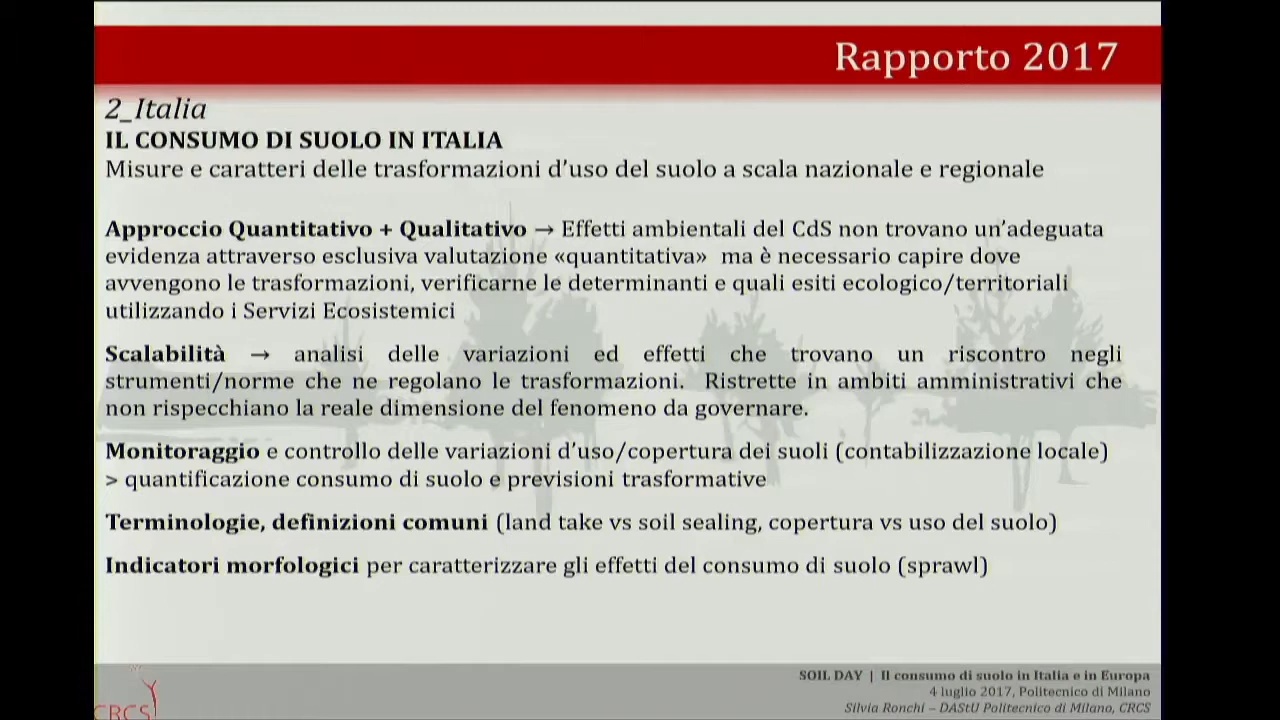 Rapporto 2017
2_Italia
IL CONSUMO DI SUOLO IN ITALIA
Misure e caratteri delle trasformazioni d’uso del suolo a scala nazionale e regionale
Approccio Quantitativo + Qualitativo → Effetti ambientali del CdS non trovano un’adeguata
evidenza attraverso esclusiva valutazione «quantitativa» ma è necessario capire dove
avvengono le trasformazioni, verificarne le determinanti e quali esiti ecologico/territoriali
utilizzando i Servizi Ecosistemici
Scalabilità → analisi delle variazioni ed effetti che trovano un riscontro negli
strumenti/norme che ne regolano le trasformazioni. Ristrette in ambiti amministrativi che
non rispecchiano la reale dimensione del fenomeno da governare.
Monitoraggio e controllo delle variazioni d’uso/copertura dei suoli (contabilizzazione locale)
> quantificazione consumo di suolo e previsioni trasformative
Terminologie, definizioni comuni (land take vs soil sealing, copertura vs uso del suolo)
Indicatori morfologici per caratterizzare gli effetti del consumo di suolo (sprawl)
SOIL DAY | Il consumo di suolo in Italia e in Europa
4 luglio 2017, Politecnico di Milano
Silvia Ronchi – DAStU Politecnico di Milano, CRCS
CRCS